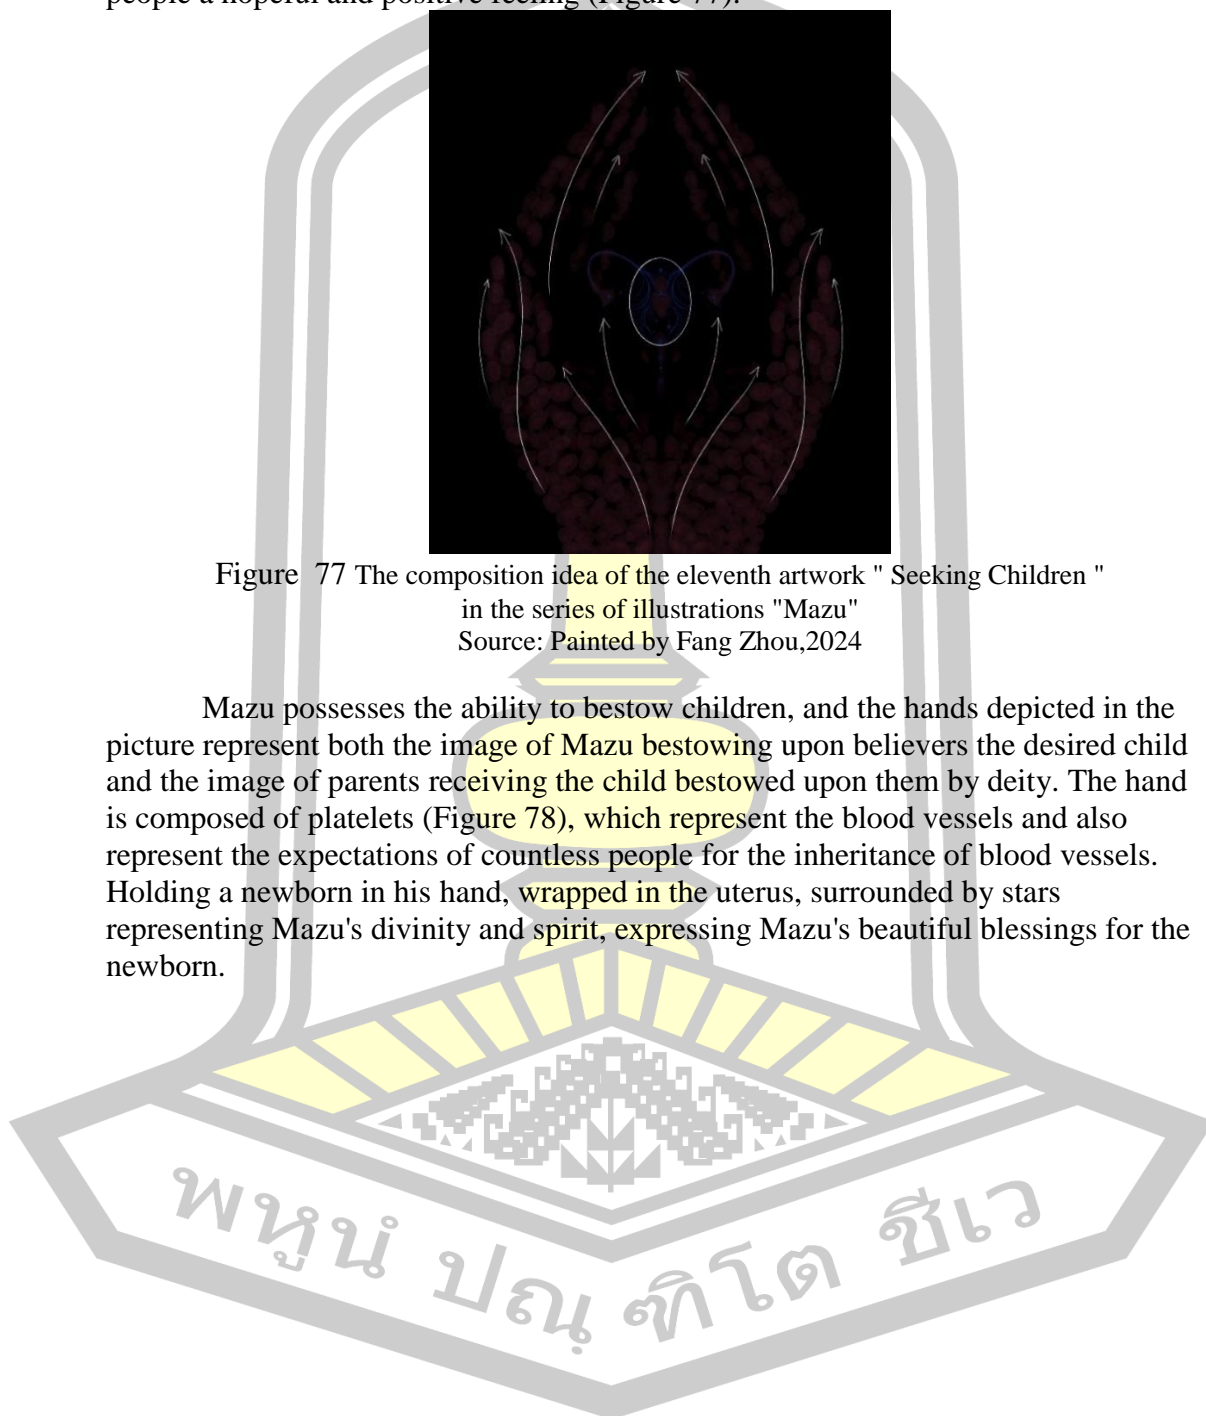 people a hopeful and positive feeling (Figure 77).
Figure 77 The composition idea of the eleventh artwork " Seeking Children "
in the series of illustrations "Mazu"
Source: Painted by Fang Zhou,2024
Mazu possesses the ability to bestow children, and the hands depicted in the
picture represent both the image of Mazu bestowing upon believers the desired child
and the image of parents receiving the child bestowed upon them by deity. The hand
is composed of platelets (Figure 78), which represent the blood vessels and also
represent the expectations of countless people for the inheritance of blood vessels.
Holding a newborn in his hand, wrapped in the uterus, surrounded by stars
representing Mazu's divinity and spirit, expressing Mazu's beautiful blessings for the
newborn.
พหูนํ ปณฺฑิโต ชีเว